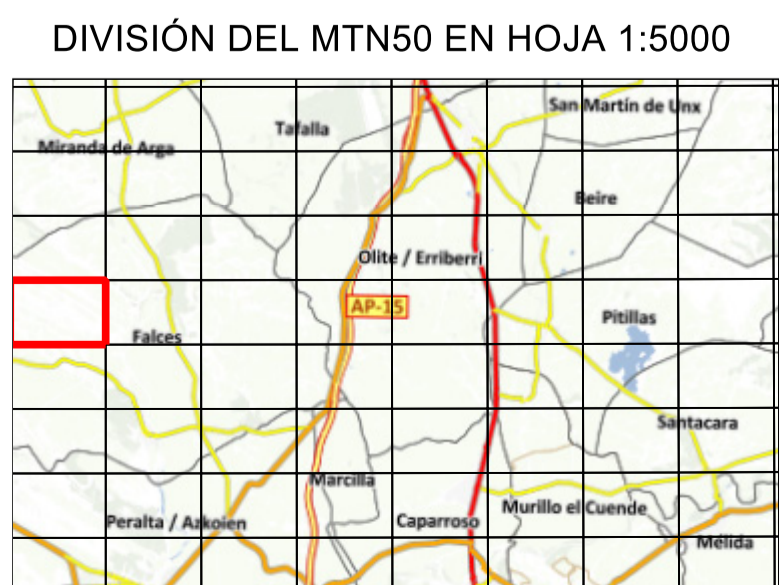 DIVISIÓN DEL MTN50 EN HOJA 1:5000
San Martín de Unx
Tafalla
Miranda de Arga
Beire
Olite / Erriberri
AP-15
Pitillas
Falces
Santacara
Marcilla
Murillo el Cuende
Peralta / Azkoien
Caparroso
Mélida